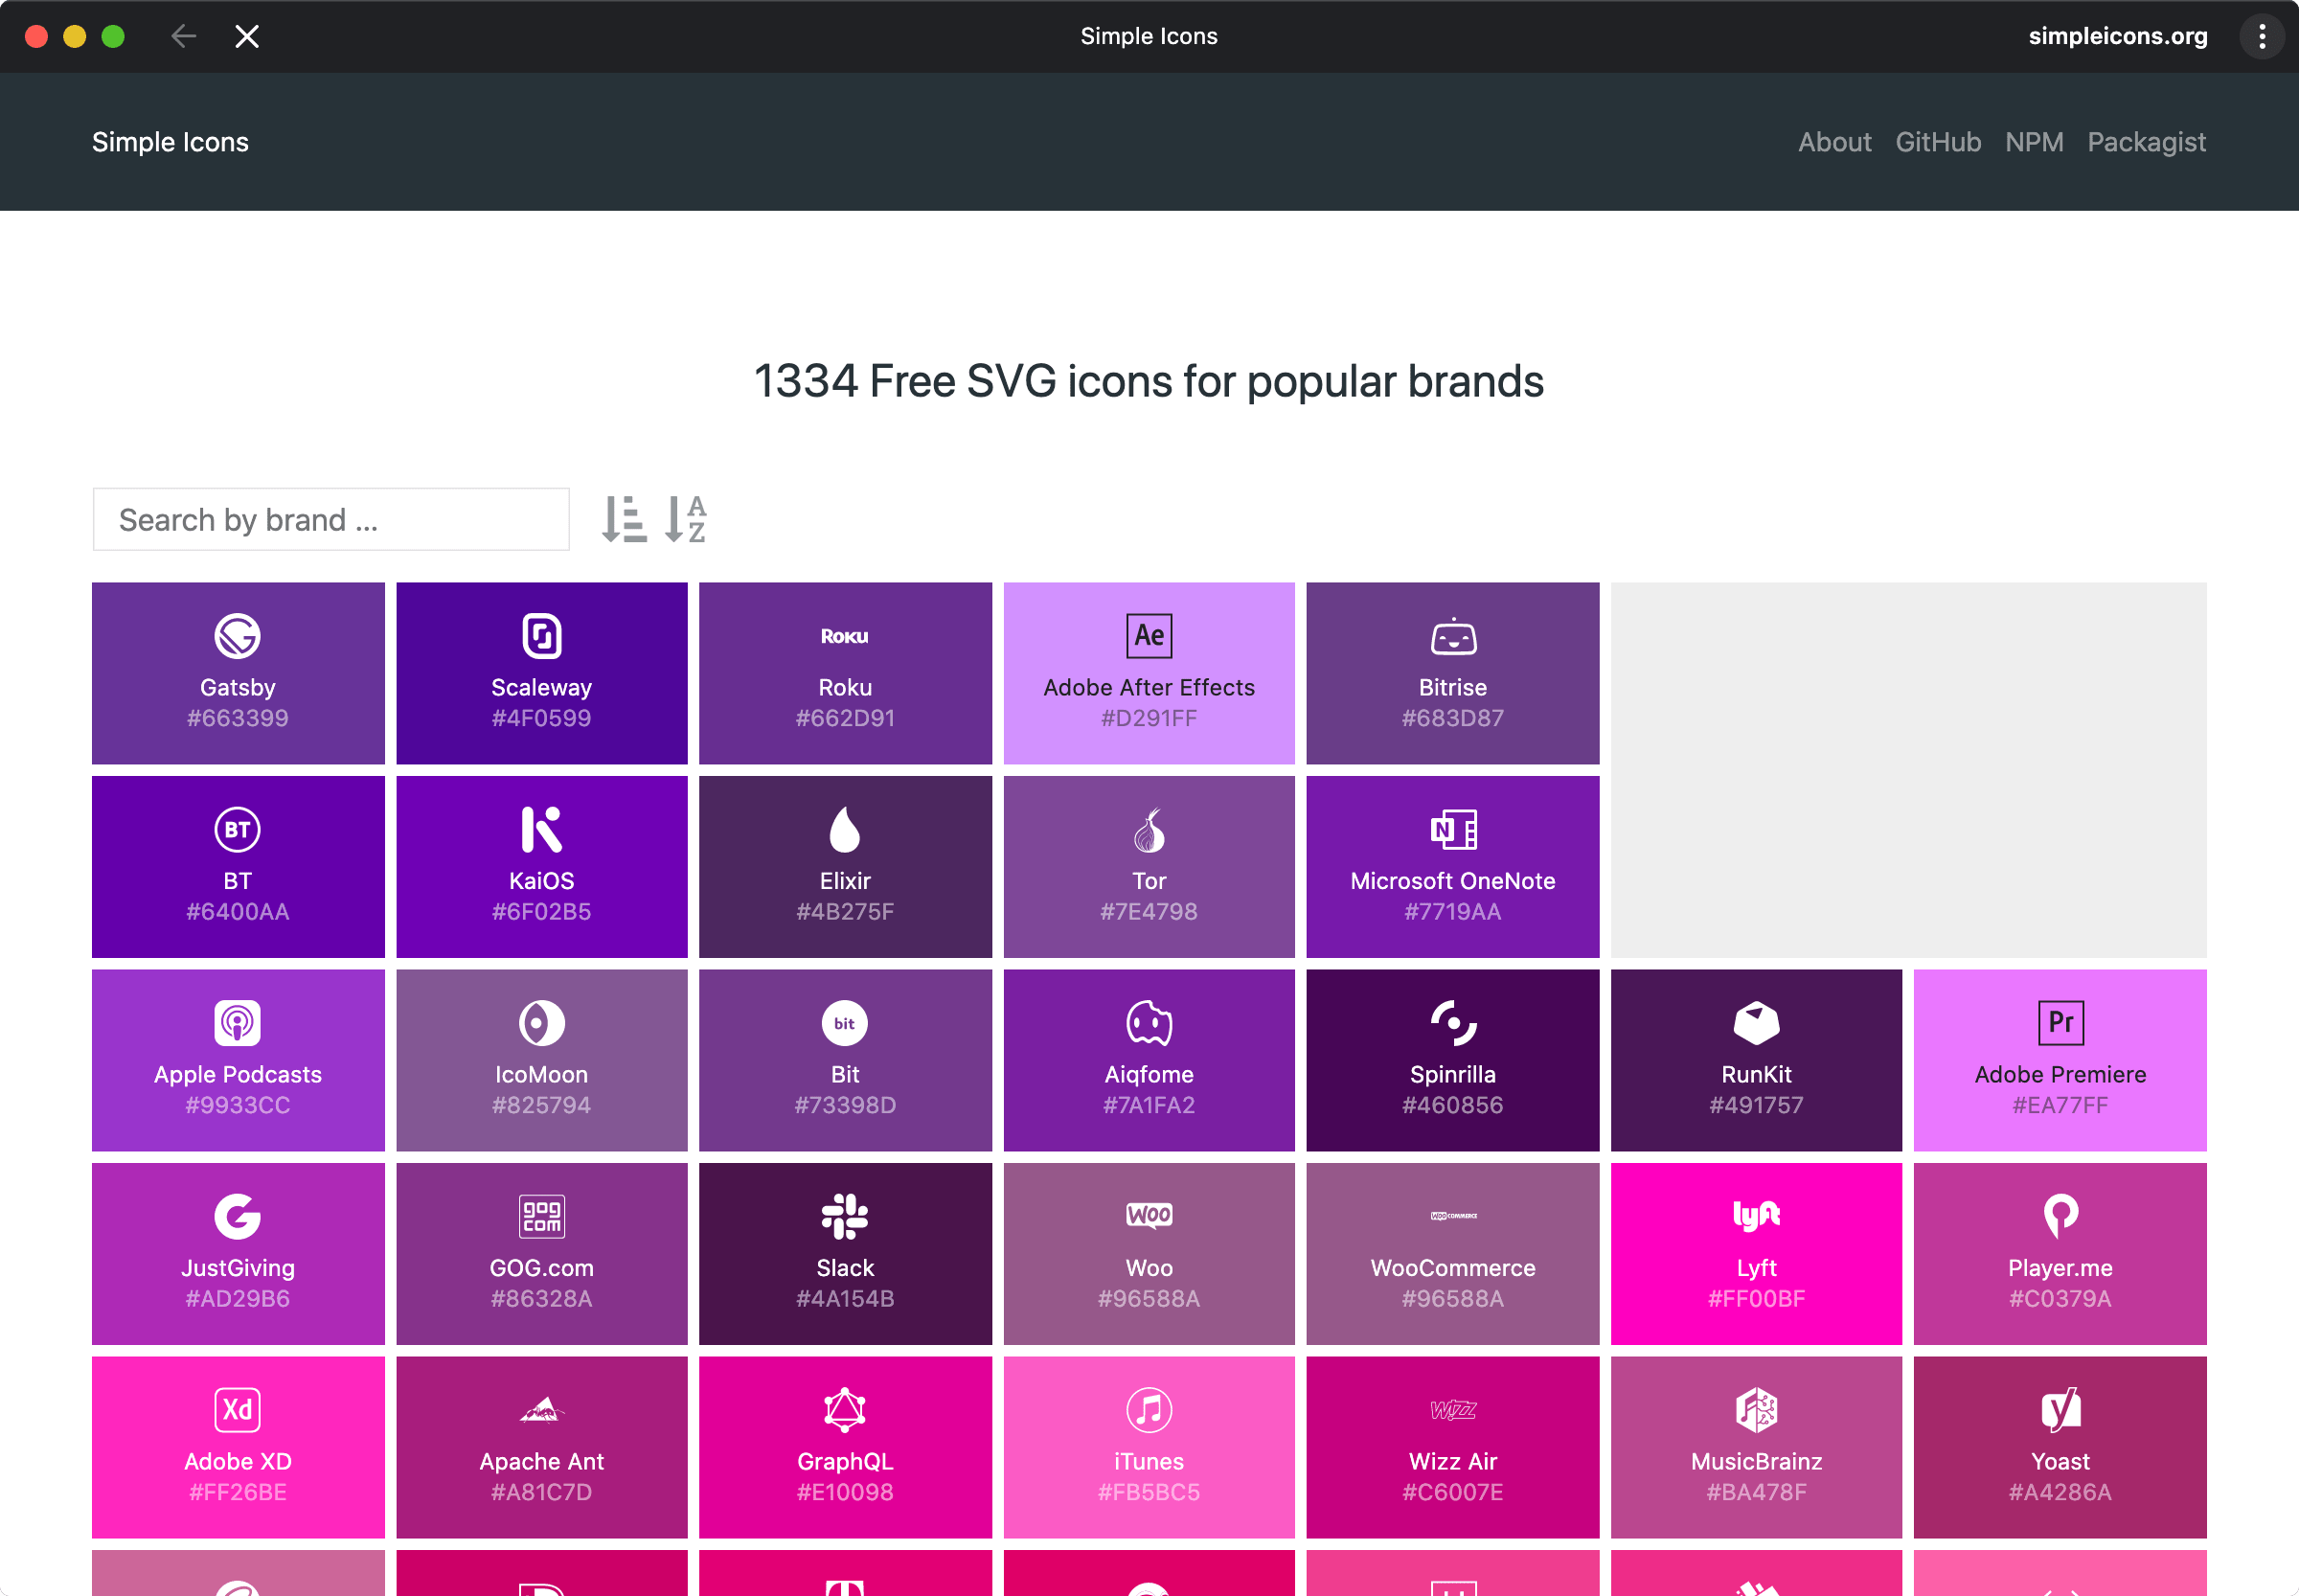 Simple Icons
simpleicons.org
Simple Icons
About GitHub NPM Packagist
1334 Free SVG icons for popular brands
Search by brand ...
A
Z
Gatsby
#663399
Scaleway
#4F0599
Roku
Roku
#662D91
Ae
Adobe After Effects
#D291FF
Bitrise
#683D87
BT
BT
#6400AA
KaiOS
#6F02B5
Elixir
#4B275F
Tor
#7E4798
N
Microsoft OneNote
#7719AA
Apple Podcasts
#9933CC
IcoMoon
#825794
bit
Bit
#73398D
Aiqfome
#7A1FA2
Spinrilla
#460856
RunKit
#491757
Pr
Adobe Premiere
#EA77FF
JustGiving
#AD29B6
gog
com
GOG.com
#86328A
Slack
#4A154B
Woo
Woo
#96588A
WOO COMMERCE
WooCommerce
#96588A
lyft
Lyft
#FF00BF
Player.me
#C0379A
Xd
Adobe XD
#FF26BE
Apache Ant
#A81C7D
GraphQL
#E10098
iTunes
#FB5BC5
Wizz
Wizz Air
#C6007E
MusicBrainz
#BA478F
y
Yoast
#A4286A